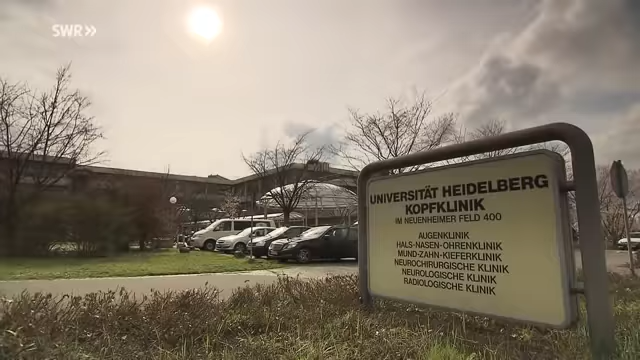 SWR»
UNIVERSITÄT HEIDELBERG
KOPFKLINIK
IM NEUENHEIMER FELD 400
AUGENKLINIK
HALS-NASEN-OHRENKLINIK
MUND-ZAHN-KIEFERKLINIK
NEUROCHIRURGISCHE KLINIK
NEUROLOGISCHE KLINIK
RADIOLOGISCHE KLINIK